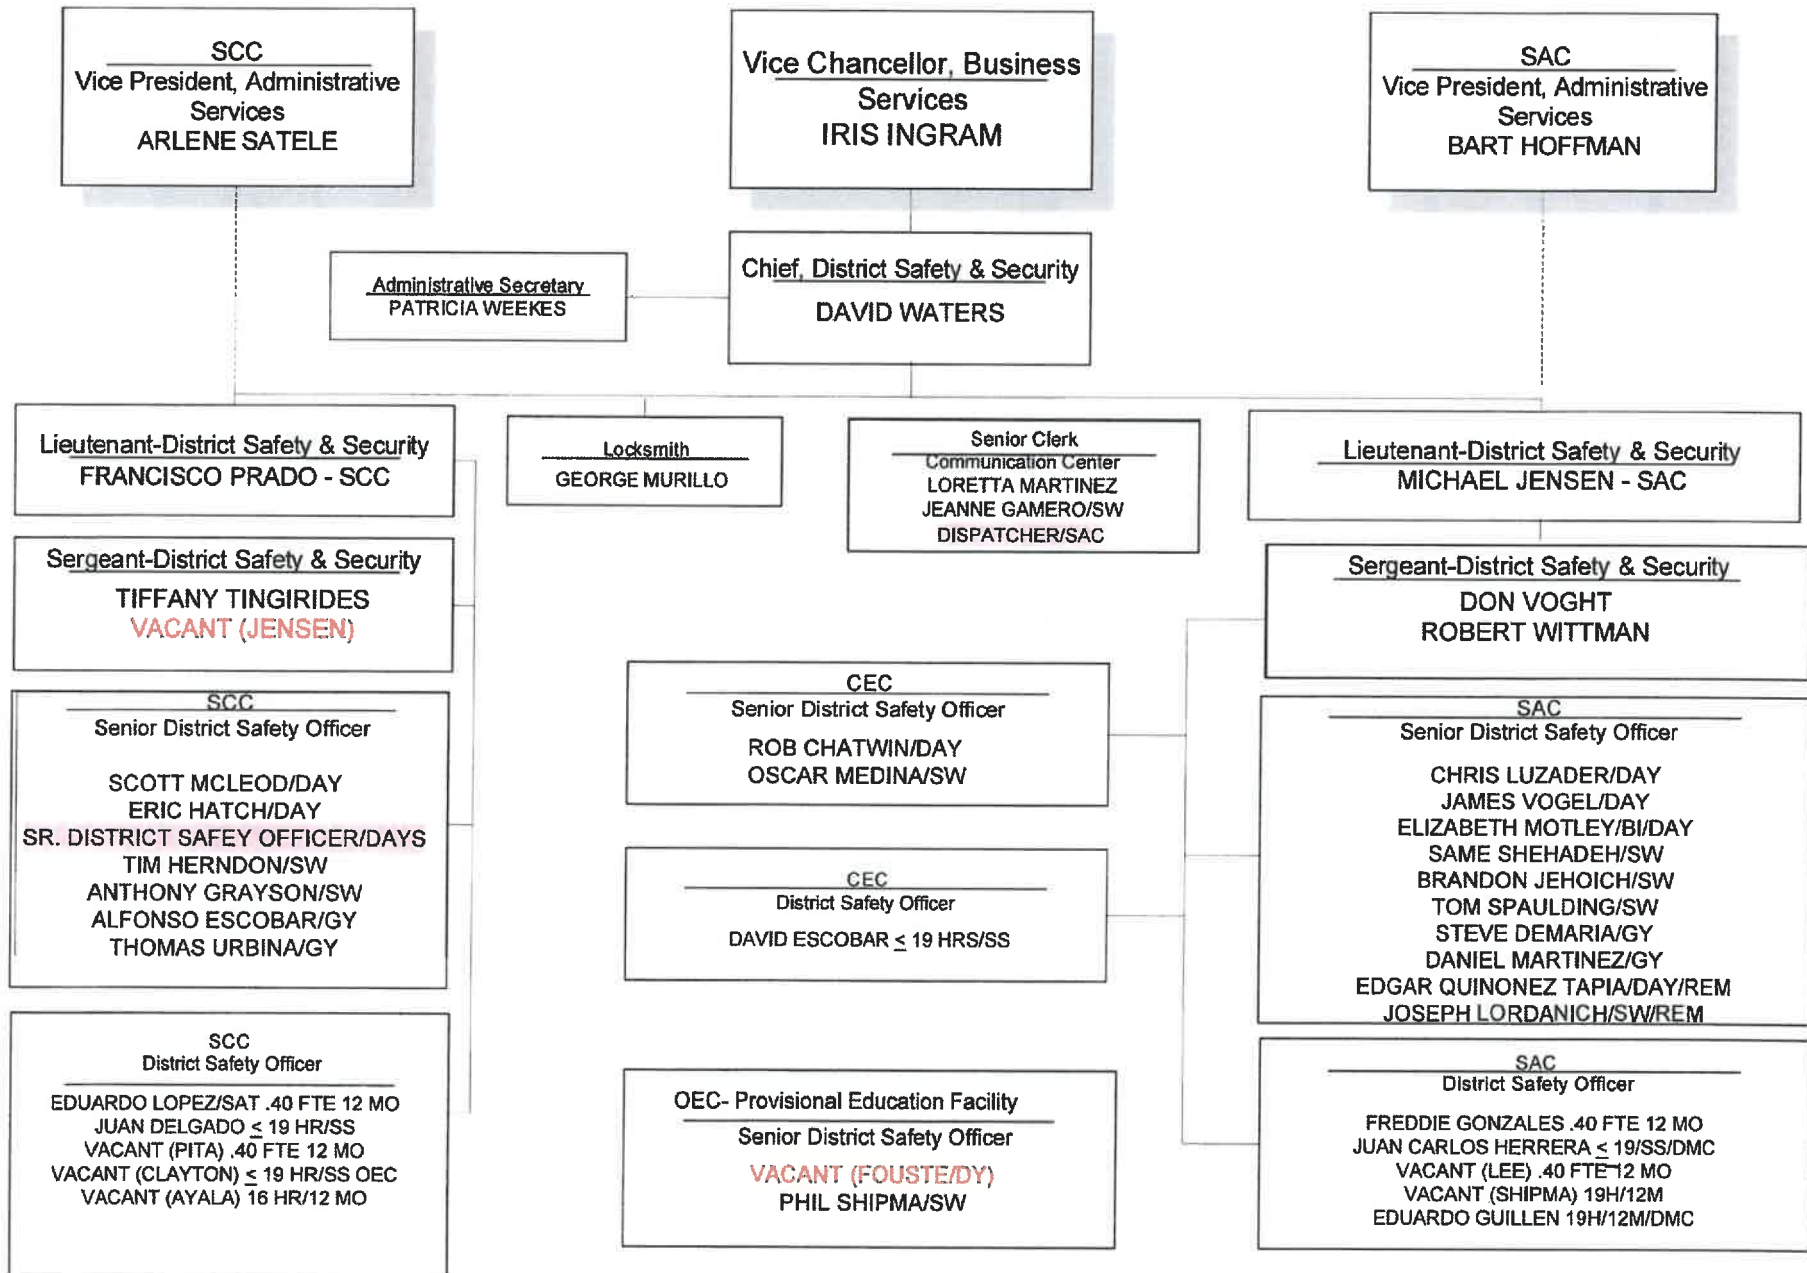 SCC
Vice President, Administrative
Services
ARLENE SATELE
Vice Chancellor, Business
Services
IRIS INGRAM
SAC
Vice President, Administrative
Services
BART HOFFMAN
Administrative Secretary
PATRICIA WEEKES
Chief, District Safety & Security
DAVID WATERS
Lieutenant-District Safety & Security
FRANCISCO PRADO - SCC
Locksmith
GEORGE MURILLO
Senior Clerk
Communication Center
LORETTA MARTINEZ
JEANNE GAMERO/SW
DISPATCHER/SAC
Lieutenant-District Safety & Security
MICHAEL JENSEN - SAC
Sergeant-District Safety & Security
TIFFANY TINGIRIDES
VACANT (JENSEN)
Sergeant-District Safety & Security
DON VOGHT
ROBERT WITTMAN
SCC
Senior District Safety Officer
SCOTT MCLEOD/DAY
ERIC HATCH/DAY
SR. DISTRICT SAFEY OFFICER/DAYS
TIM HERNDON/SW
ANTHONY GRAYSON/SW
ALFONSO ESCOBAR/GY
THOMAS URBINA/GY
CEC
Senior District Safety Officer
ROB CHATWIN/DAY
OSCAR MEDINA/SW
SAC
Senior District Safety Officer
CHRIS LUZADER/DAY
JAMES VOGEL/DAY
ELIZABETH MOTLEY/BI/DAY
SAME SHEHADEH/SW
BRANDON JEHOICH/SW
TOM SPAULDING/SW
STEVE DEMARIA/GY
DANIEL MARTINEZ/GY
EDGAR QUINONEZ TAPIA/DAY/REM
JOSEPH LORDANICH/SW/REM
CEC
District Safety Officer
DAVID ESCOBAR ≤ 19 HRS/SS
SCC
District Safety Officer
EDUARDO LOPEZ/SAT .40 FTE 12 MO
JUAN DELGADO ≤ 19 HR/SS
VACANT (PITA) .40 FTE 12 MO
VACANT (CLAYTON) ≤ 19 HR/SS OEC
VACANT (AYALA) 16 HR/12 MO
OEC- Provisional Education Facility
Senior District Safety Officer
VACANT (FOUSTE/DY)
PHIL SHIPMA/SW
SAC
District Safety Officer
FREDDIE GONZALES .40 FTE 12 MO
JUAN CARLOS HERRERA ≤ 19/SS/DMC
VACANT (LEE) .40 FTE 12 MO
VACANT (SHIPMA) 19H/12M
EDUARDO GUILLEN 19H/12M/DMC